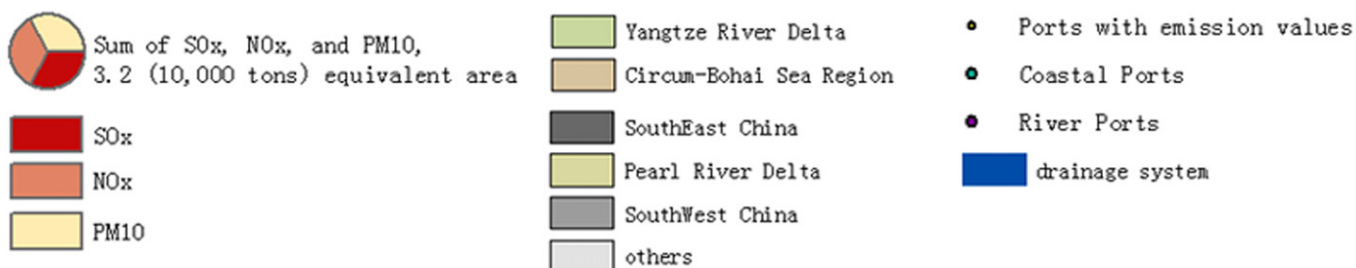 Sum of SOx, NOx, and PM10,
3.2 (10,000 tons) equivalent area
SOx
NOx
PM10
Yangtze River Delta
Circum-Bohai Sea Region
SouthEast China
Pearl River Delta
SouthWest China
others
Ports with emission values
Coastal Ports
River Ports
drainage system